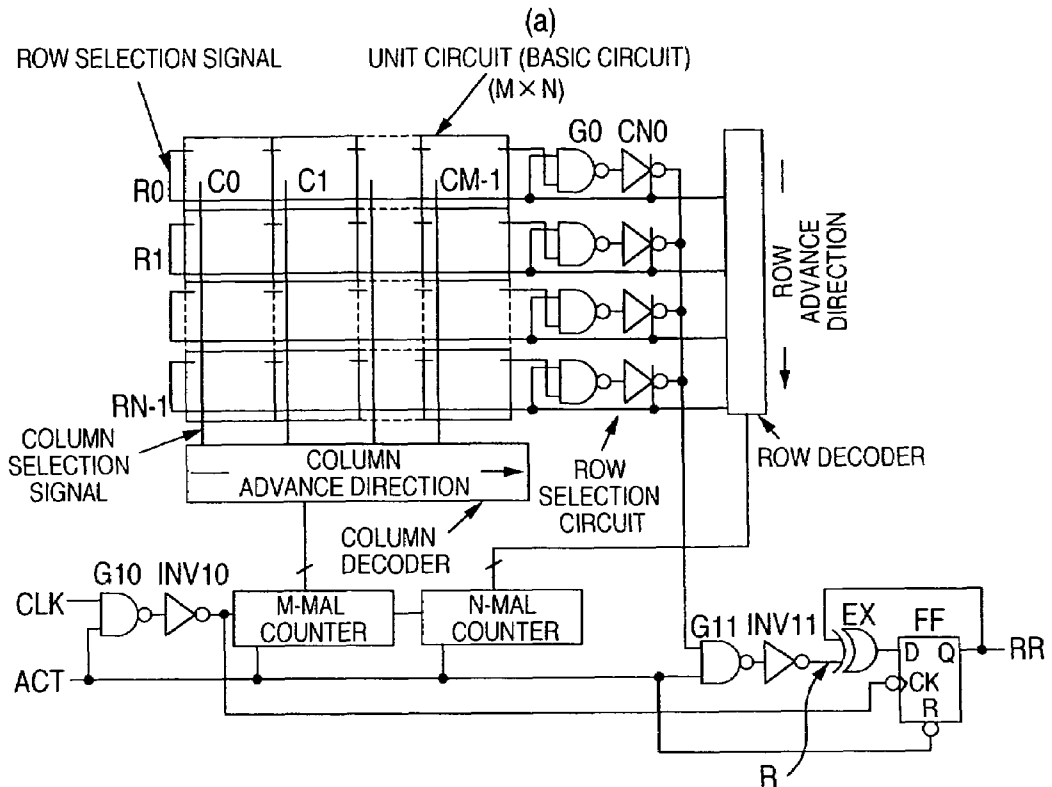 (a)
ROW SELECTION SIGNAL
UNIT CIRCUIT (BASIC CIRCUIT)
(M×N)
G0
CN0
R0
C0
C1
CM-1
R1
RN-1
ROW
ADVANCE
DIRECTION
COLUMN
SELECTION
SIGNAL
COLUMN
ADVANCE DIRECTION
COLUMN
DECODER
ROW
SELECTION
CIRCUIT
ROW DECODER
G10
INV10
CLK
M-MAL
COUNTER
N-MAL
COUNTER
ACT
G11
INV11
EX
FF
D
Q
CK
R
RR
R